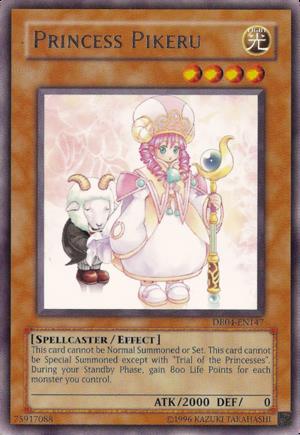 PRINCESS PIKERU
LIGHT
光
DR04-EN147
[SPELLCASTER / EFFECT]
This card cannot be Normal Summoned or Set. This card cannot
be Special Summoned except with "Trial of the Princesses".
During your Standby Phase, gain 800 Life Points for each
monster you control.
ATK/2000 DEF/ 0
75917088
©1996 KAZUKI TAKAHASHI